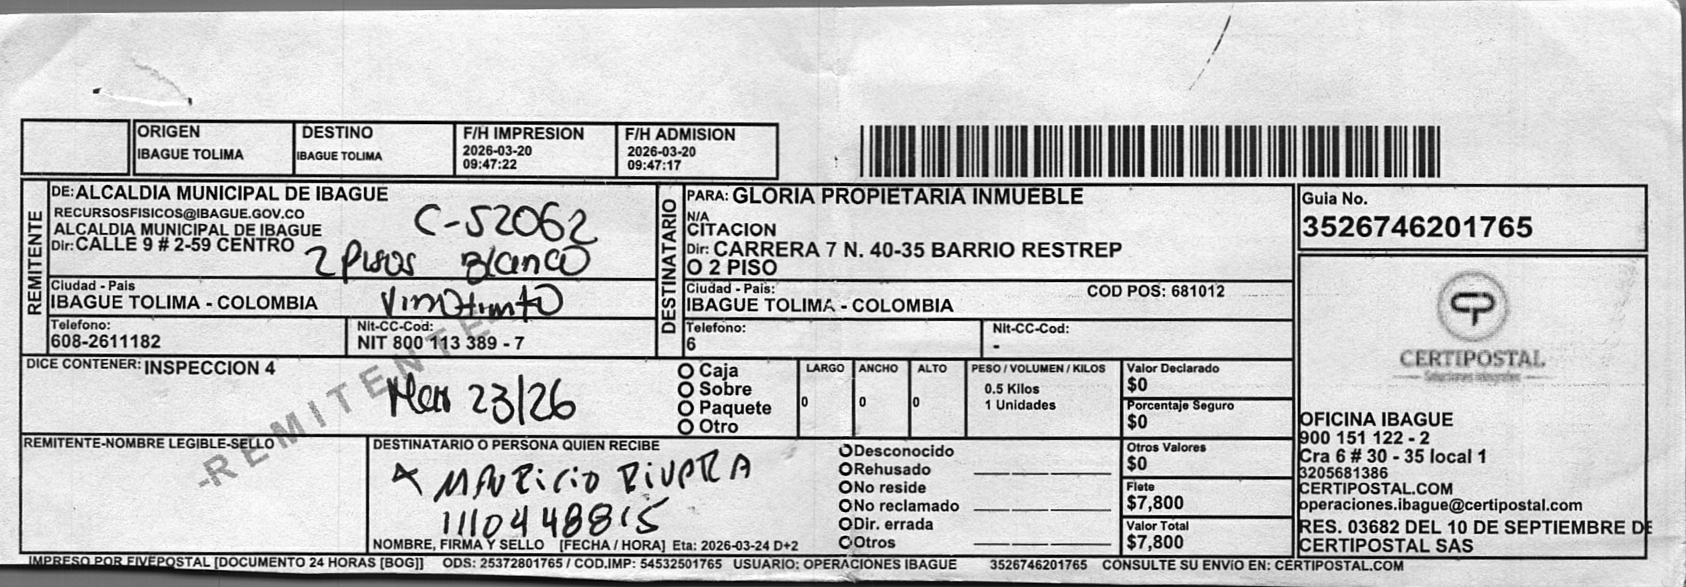 ORIGEN
IBAGUE TOLIMA
DESTINO
IBAGUE TOLIMA
F/H IMPRESION
2026-03-20
09:47:22
F/H ADMISION
2026-03-20
09:47:17
REMITENTE
DE: ALCALDIA MUNICIPAL DE IBAGUE
RECURSOSFISICOS@IBAGUE.GOV.CO
ALCALDIA MUNICIPAL DE IBAGUE
Dir: CALLE 9 # 2-59 CENTRO
C-52062
2 Pisos Blanco
Vinotinto
Ciudad - Pais
IBAGUE TOLIMA - COLOMBIA
Telefono:
608-2611182
Nit-CC-Cod:
NIT 800 113 389 - 7
DESTINATARIO
PARA: GLORIA PROPIETARIA INMUEBLE
N/A
CITACION
Dir: CARRERA 7 N. 40-35 BARRIO RESTREP
O 2 PISO
Ciudad - Pais:
IBAGUE TOLIMA - COLOMBIA
COD POS: 681012
Telefono:
6
Nit-CC-Cod:
-
Guia No.
3526746201765
DICE CONTENER: INSPECCION 4
Mar 23/26
-REMITENTE-
Caja
Sobre
Paquete
Otro
LARGO
0
ANCHO
0
ALTO
0
PESO / VOLUMEN / KILOS
0.5 Kilos
1 Unidades
Valor Declarado
$0
Porcentaje Seguro
$0
Otros Valores
$0
Flete
$7,800
Valor Total
$7,800
REMITENTE-NOMBRE LEGIBLE-SELLO
DESTINATARIO O PERSONA QUIEN RECIBE
x MAURICIO RIVERA
1110448815
NOMBRE, FIRMA Y SELLO [FECHA / HORA] Eta: 2026-03-24 D+2
Desconocido
Rehusado
No reside
No reclamado
Dir. errada
Otros
CERTIPOSTAL
Soluciones Integrales
OFICINA IBAGUE
900 151 122 - 2
Cra 6 # 30 - 35 local 1
3205681386
CERTIPOSTAL.COM
operaciones.ibague@certipostal.com
RES. 03682 DEL 10 DE SEPTIEMBRE DE
CERTIPOSTAL SAS
IMPRESO POR FIVEPOSTAL [DOCUMENTO 24 HORAS [BOG]] ODS: 25372801765 / COD.IMP: 54532501765 USUARIO: OPERACIONES IBAGUE 3526746201765 CONSULTE SU ENVIO EN: CERTIPOSTAL.COM